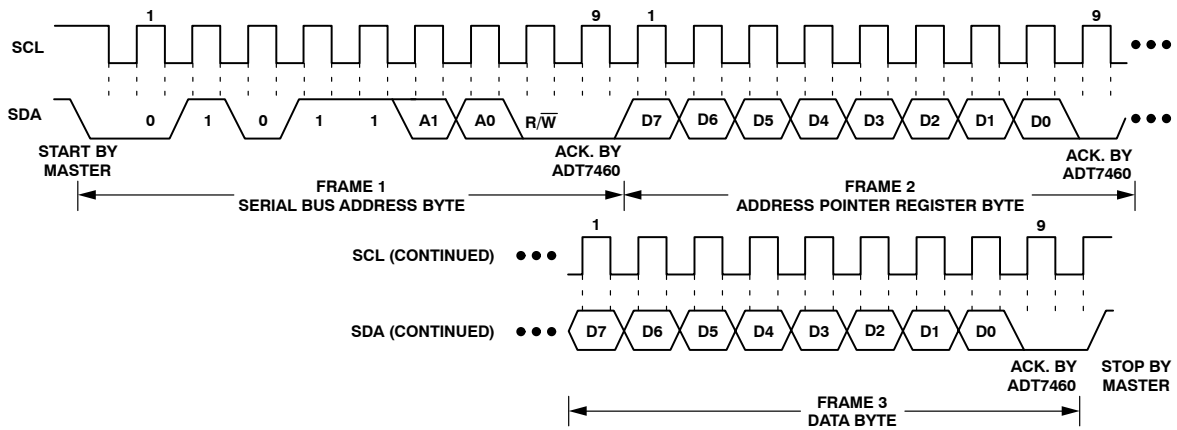 1 9 1 9
SCL
SDA 0 1 0 1 1 A1 A0 R/W̅ D7 D6 D5 D4 D3 D2 D1 D0
START BY
MASTER
ACK. BY
ADT7460
ACK. BY
ADT7460
FRAME 1
SERIAL BUS ADDRESS BYTE
FRAME 2
ADDRESS POINTER REGISTER BYTE
1 9
SCL (CONTINUED)
SDA (CONTINUED) D7 D6 D5 D4 D3 D2 D1 D0
ACK. BY
ADT7460
STOP BY
MASTER
FRAME 3
DATA BYTE